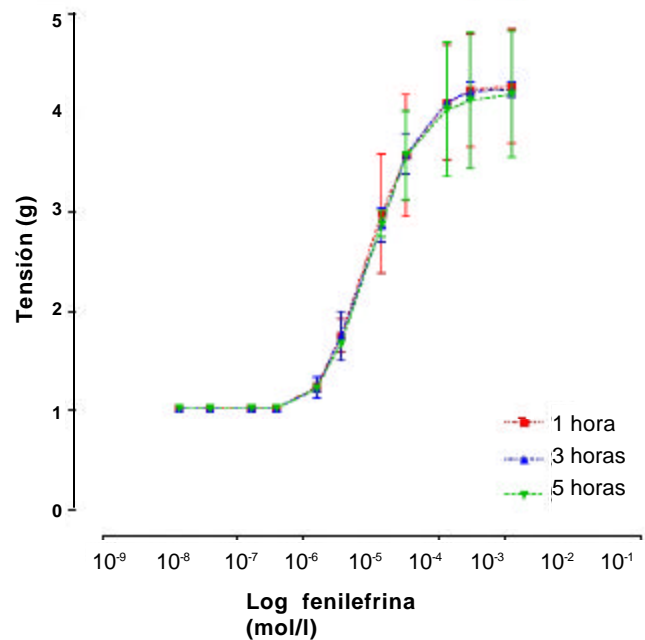 5
4
3
2
1
0
Tensión (g)
1 hora
3 horas
5 horas
10-9 10-8 10-7 10-6 10-5 10-4 10-3 10-2 10-1
Log fenilefrina
(mol/l)